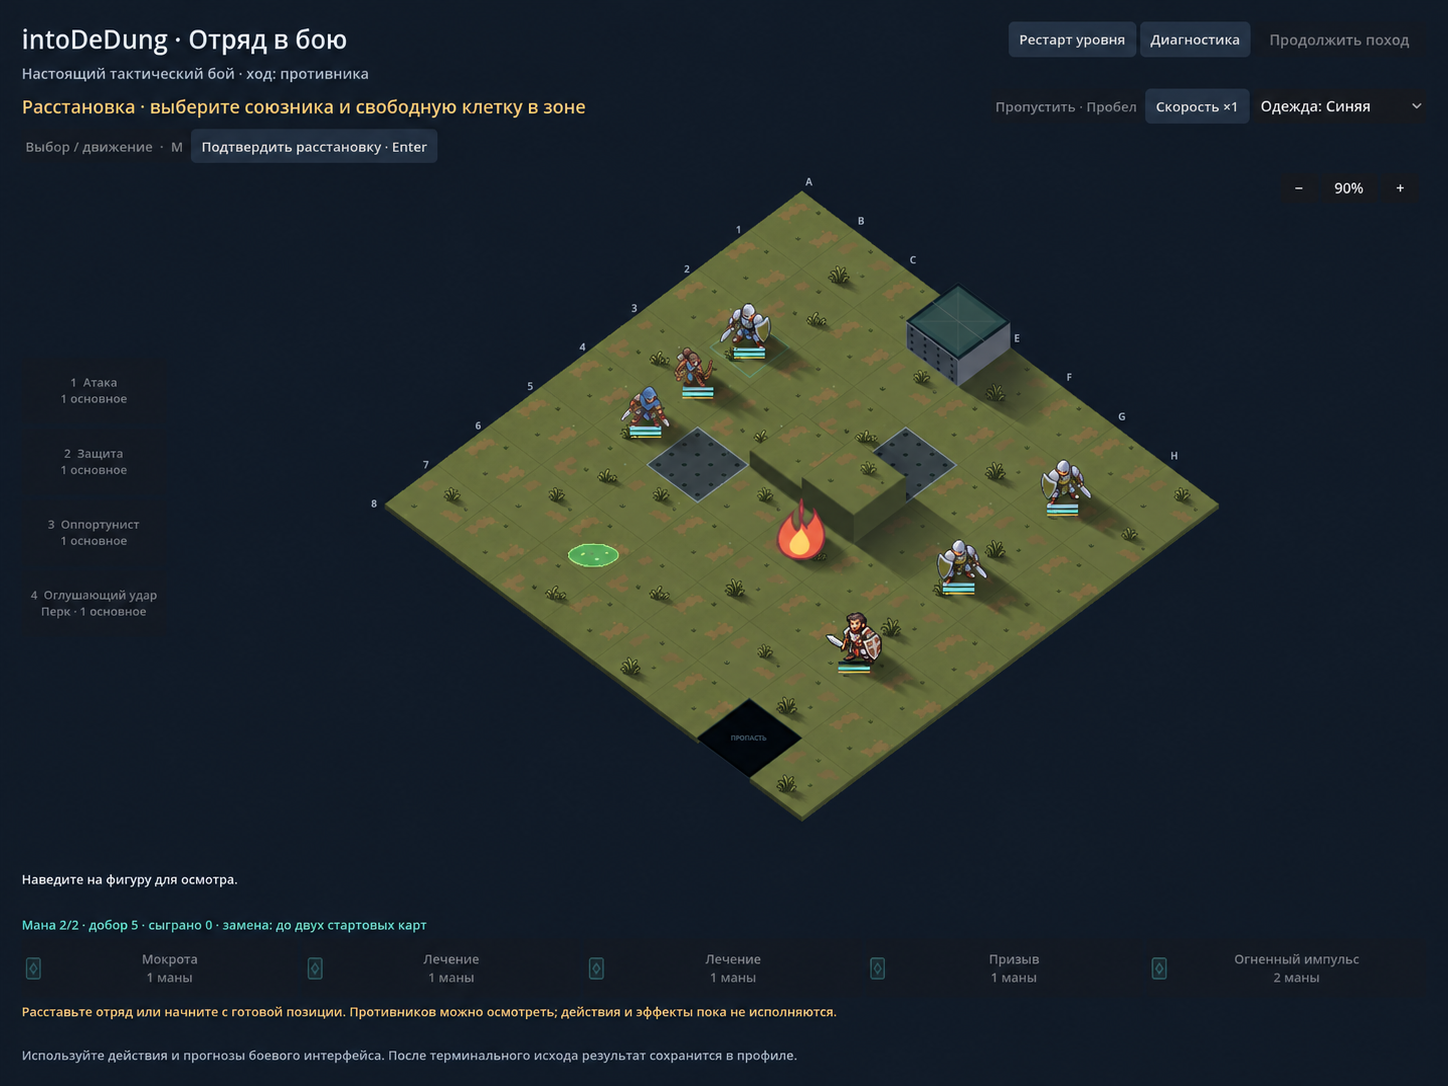 intoDeDung · Отряд в бою
Рестарт уровня
Диагностика
Продолжить поход
Настоящий тактический бой · ход: противника
Расстановка · выберите союзника и свободную клетку в зоне
Пропустить · Пробел
Скорость ×1
Одежда: Синяя
Выбор / движение · M
Подтвердить расстановку · Enter
− 90% +
A
B
C
E
F
G
H
1
2
3
4
5
6
7
8
1 Атака
1 основное
2 Защита
1 основное
3 Оппортунист
1 основное
4 Оглушающий удар
Перк · 1 основное
ПРОПАСТЬ
Наведите на фигуру для осмотра.
Мана 2/2 · добор 5 · сыграно 0 · замена: до двух стартовых карт
Мокрота
1 маны
Лечение
1 маны
Лечение
1 маны
Призыв
1 маны
Огненный импульс
2 маны
Расставьте отряд или начните с готовой позиции. Противников можно осмотреть; действия и эффекты пока не исполняются.
Используйте действия и прогнозы боевого интерфейса. После терминального исхода результат сохранится в профиле.